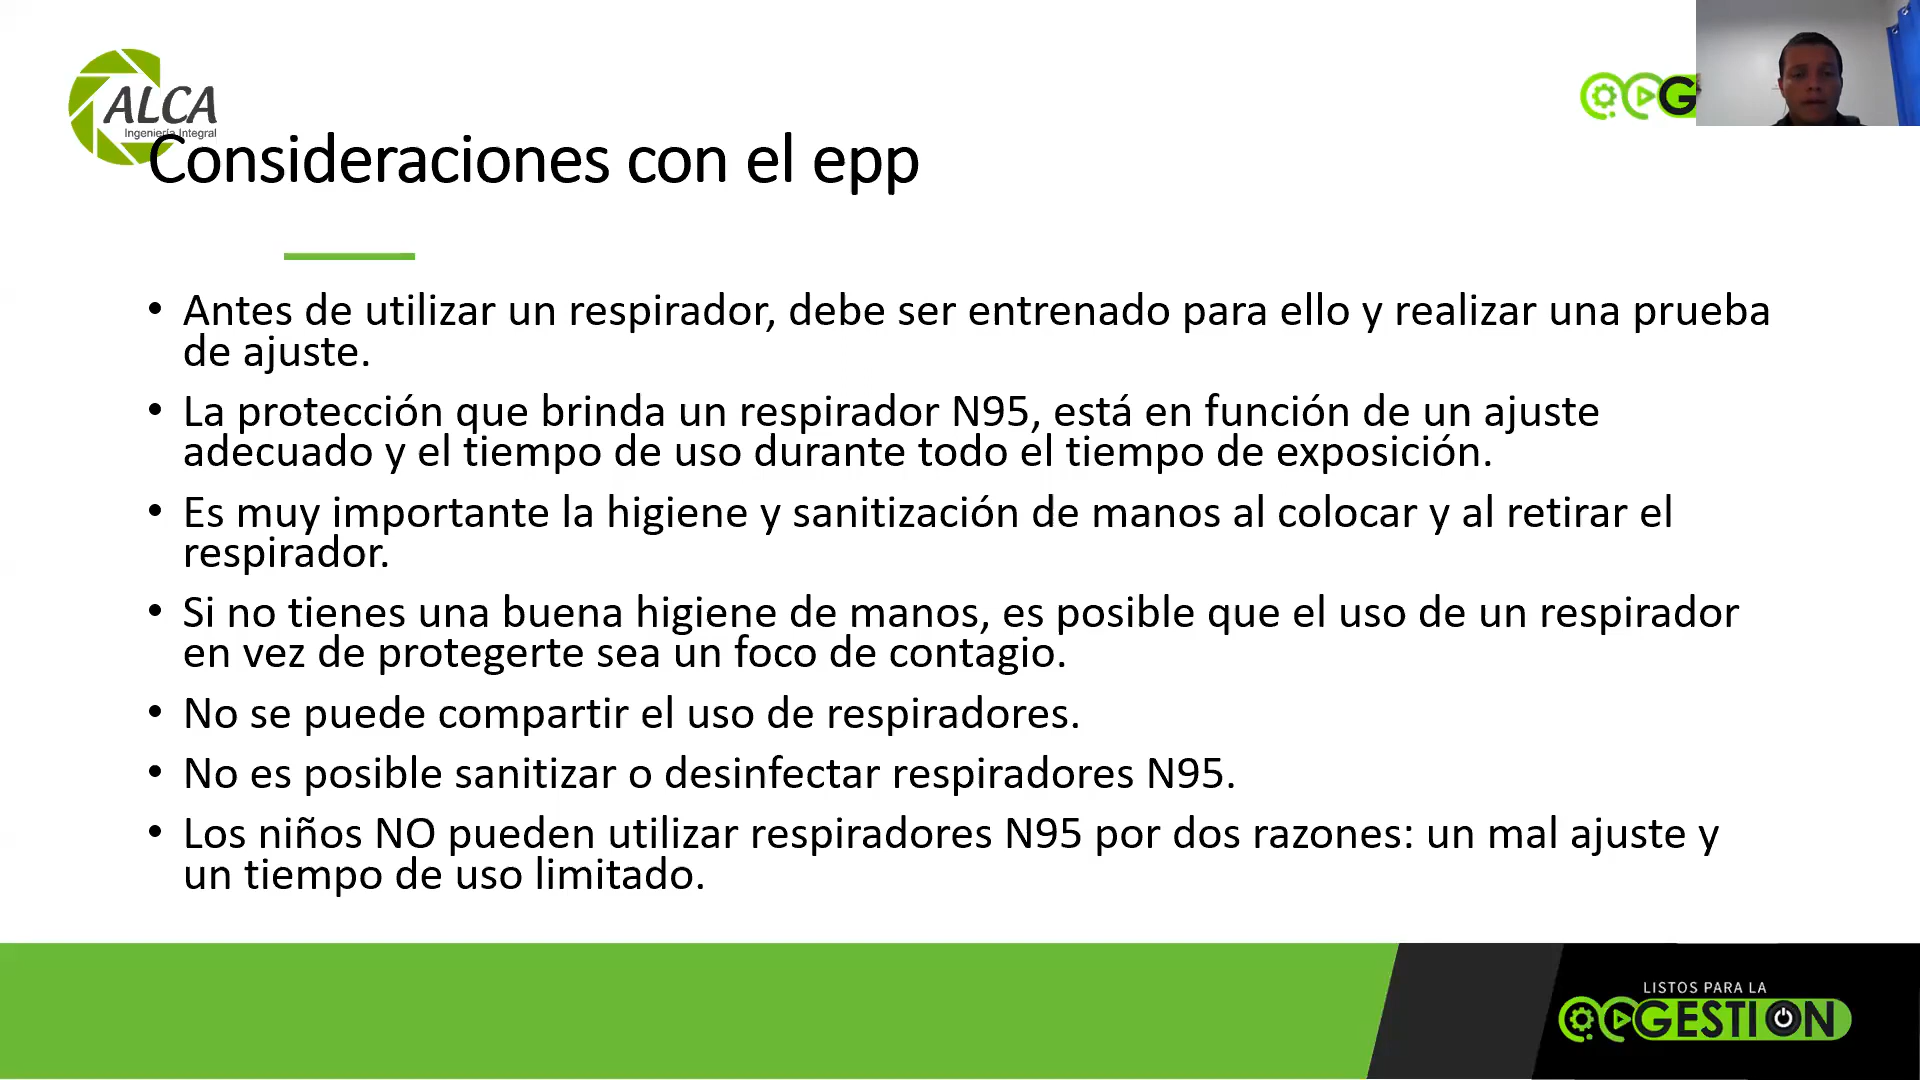 ALCA
Ingeniería Integral
G
Consideraciones con el epp
• Antes de utilizar un respirador, debe ser entrenado para ello y realizar una prueba
de ajuste.
• La protección que brinda un respirador N95, está en función de un ajuste
adecuado y el tiempo de uso durante todo el tiempo de exposición.
• Es muy importante la higiene y sanitización de manos al colocar y al retirar el
respirador.
• Si no tienes una buena higiene de manos, es posible que el uso de un respirador
en vez de protegerte sea un foco de contagio.
• No se puede compartir el uso de respiradores.
• No es posible sanitizar o desinfectar respiradores N95.
• Los niños NO pueden utilizar respiradores N95 por dos razones: un mal ajuste y
un tiempo de uso limitado.
LISTOS PARA LA
GESTION